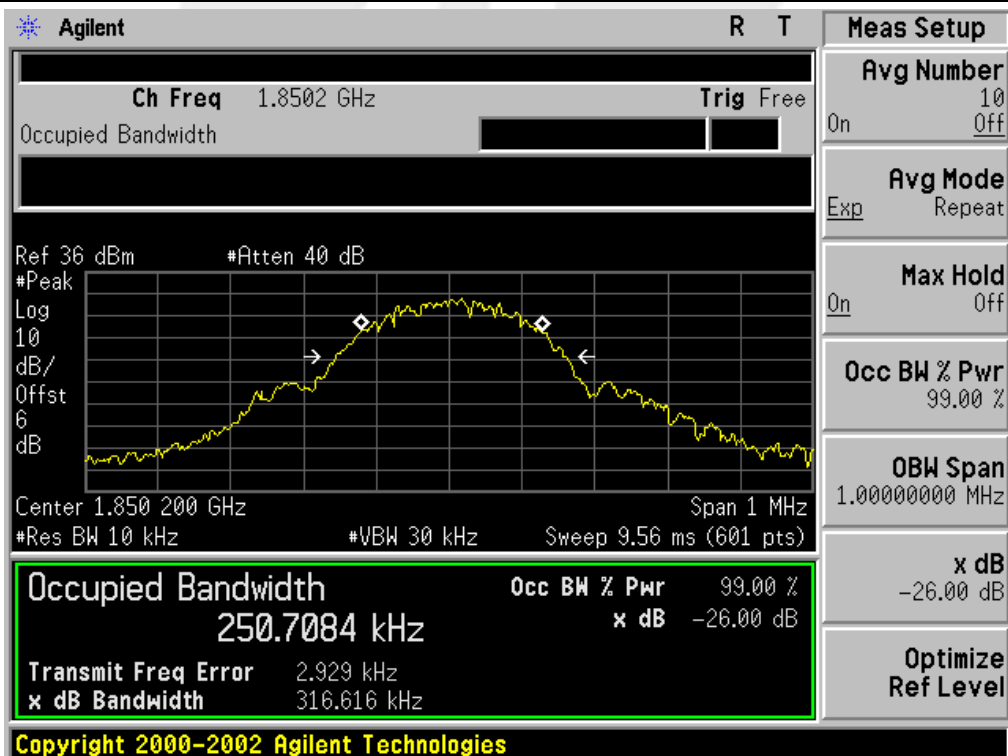 Agilent R T
Ch Freq 1.8502 GHz Trig Free
Occupied Bandwidth
Ref 36 dBm #Atten 40 dB
#Peak
Log
10
dB/
Offst
6
dB
Center 1.850 200 GHz Span 1 MHz
#Res BW 10 kHz #VBW 30 kHz Sweep 9.56 ms (601 pts)
Occupied Bandwidth
250.7084 kHz
Occ BW % Pwr 99.00 %
x dB -26.00 dB
Transmit Freq Error 2.929 kHz
x dB Bandwidth 316.616 kHz
Meas Setup
Avg Number
10
On Off
Avg Mode
Exp Repeat
Max Hold
On Off
Occ BW % Pwr
99.00 %
OBW Span
1.00000000 MHz
x dB
-26.00 dB
Optimize
Ref Level
Copyright 2000-2002 Agilent Technologies